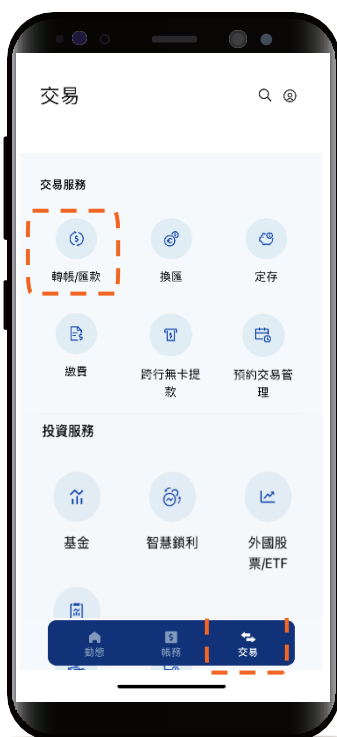 交易
交易服務
轉帳/匯款
換匯
定存
繳費
跨行無卡提
款
預約交易管
理
投資服務
基金
智慧鎖利
外國股
票/ETF
動態
帳務
交易